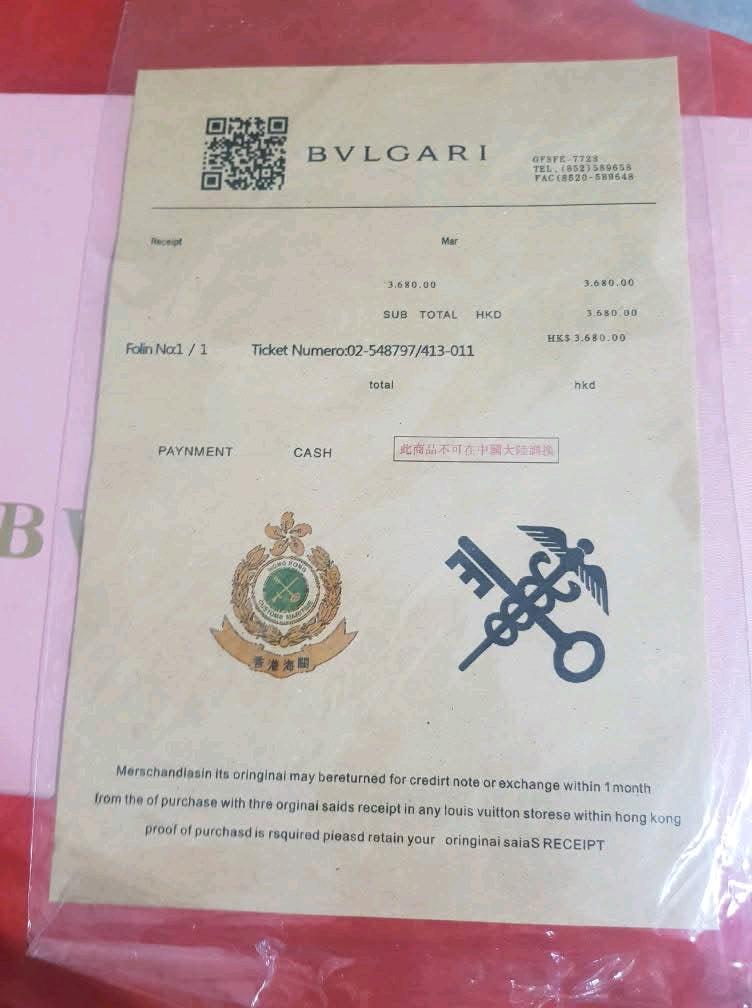 BVLGARI
GFSFE-7723
TEL.(852)589658
FAC(8520-589648
Receipt
Mar
3.680.00
3.680.00
SUB TOTAL HKD
3.680.00
HK$ 3.680.00
Folin No:1 / 1
Ticket Numero:02-548797/413-011
total
hkd
PAYNMENT
CASH
此商品不可在中國大陸調換
HONG KONG
CUSTOMS
香港海關
Merschandiasin its oringinai may bereturned for credirt note or exchange within 1 month
from the of purchase with thre orginai saids receipt in any louis vuitton storese within hong kong
proof of purchasd is rsquired pieasd retain your oringinai saiaS RECEIPT
B